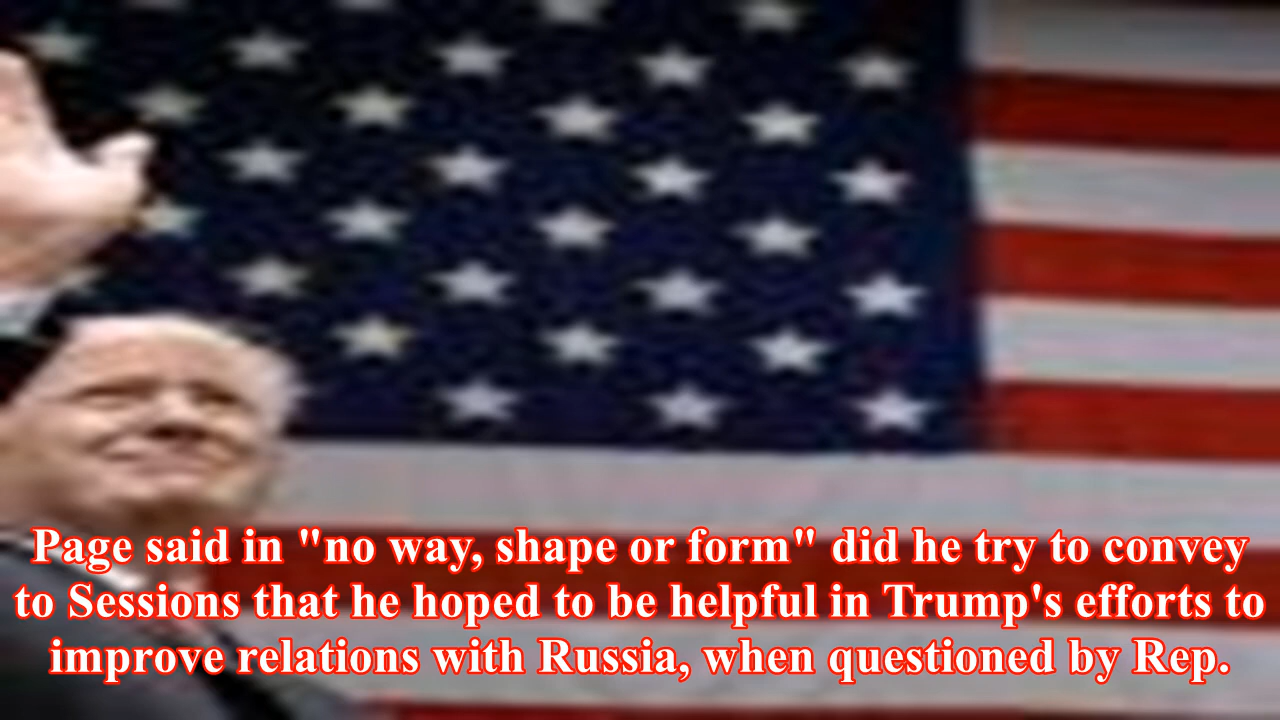 Page said in "no way, shape or form" did he try to convey
to Sessions that he hoped to be helpful in Trump's efforts to
improve relations with Russia, when questioned by Rep.